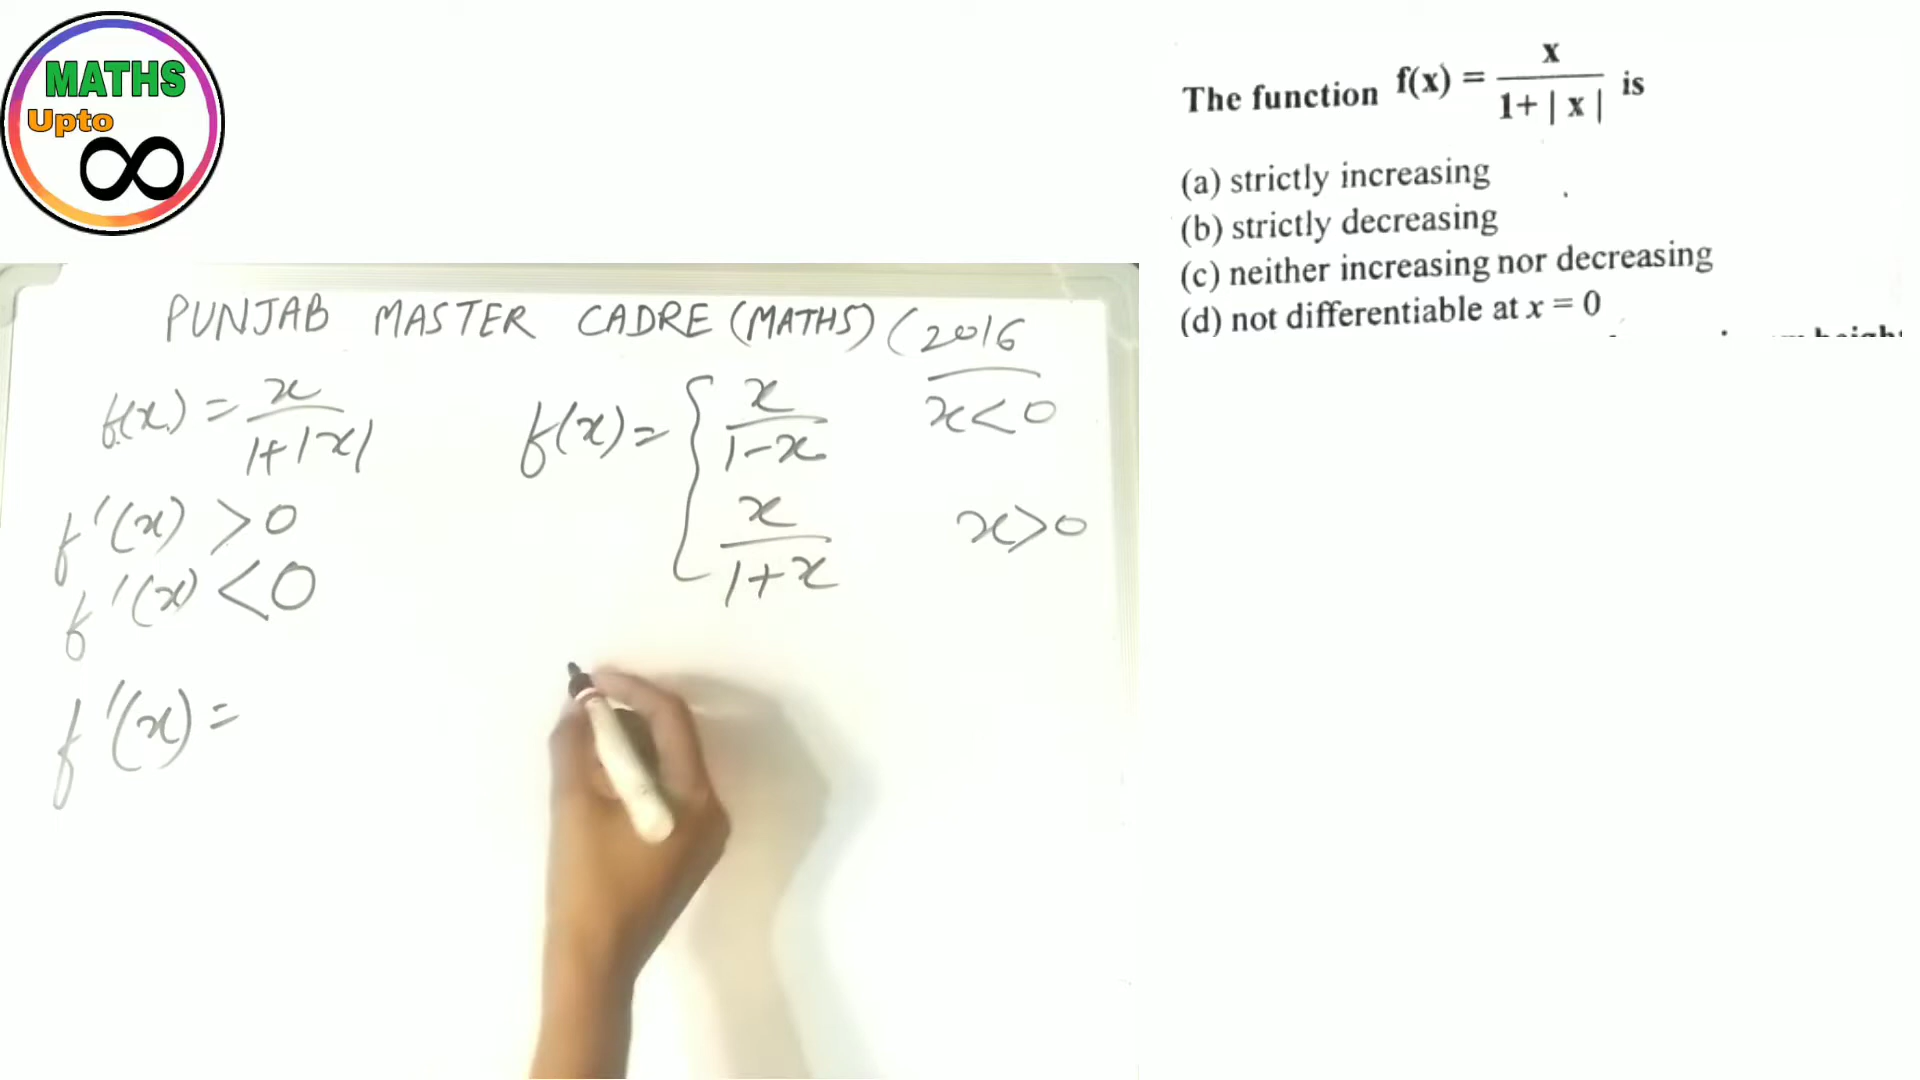 MATHS
Upto
∞
The function f(x) = x / 1+ | x | is
(a) strictly increasing
(b) strictly decreasing
(c) neither increasing nor decreasing
(d) not differentiable at x = 0
PUNJAB MASTER CADRE (MATHS) (2016
f(x) = x / 1+|x|
f(x) = { x / 1-x x<0
x / 1+x x>0
f'(x) >0
f'(x) <0
f'(x) =